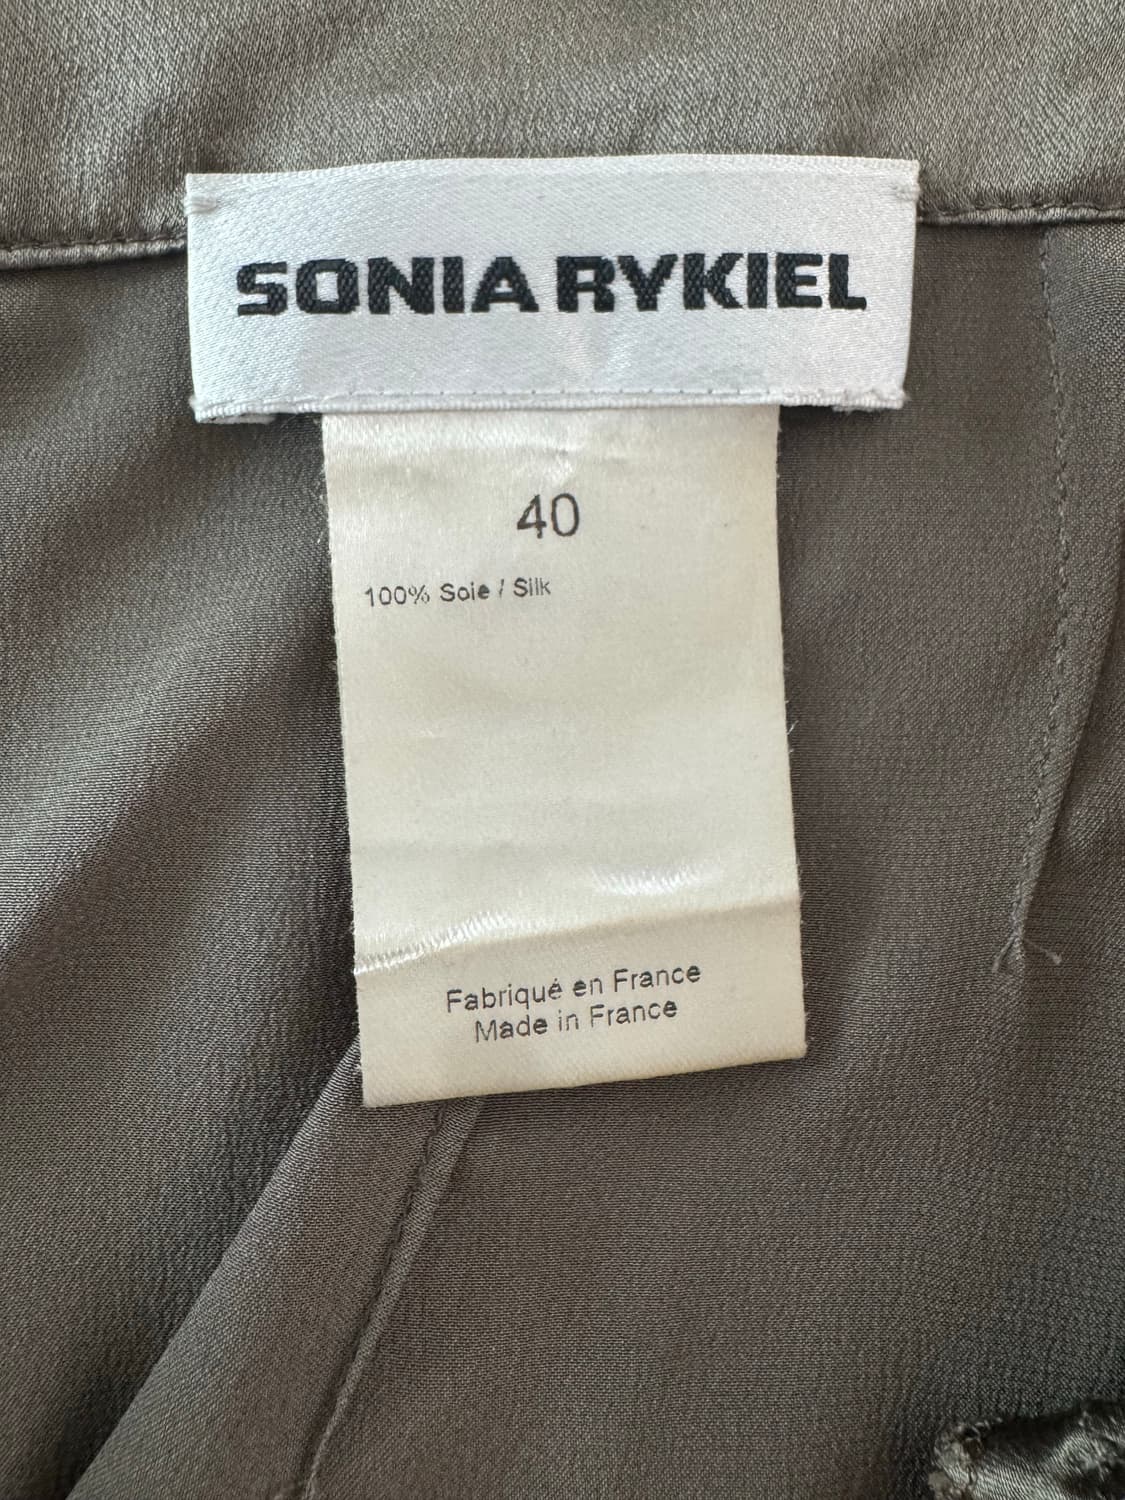 SONIA RYKIEL
40
100% Soie / Silk
Fabriqué en France
Made in France